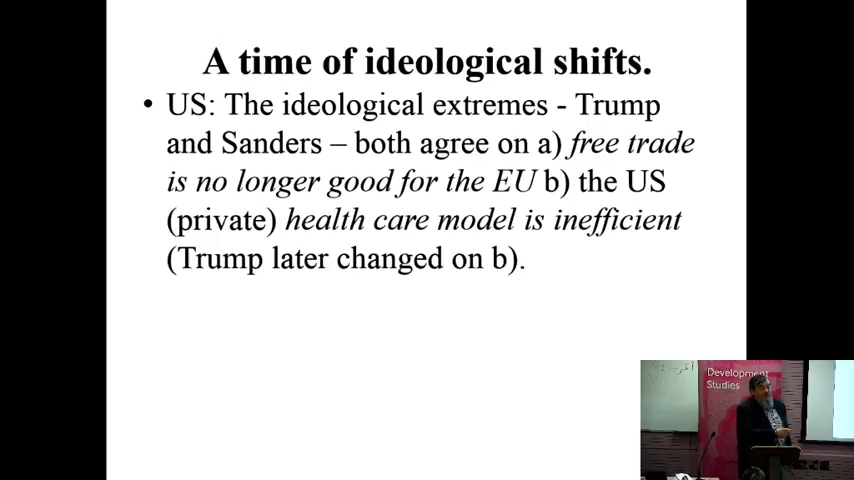 A time of ideological shifts.
• US: The ideological extremes - Trump
and Sanders – both agree on a) free trade
is no longer good for the EU b) the US
(private) health care model is inefficient
(Trump later changed on b).
Development
Studies